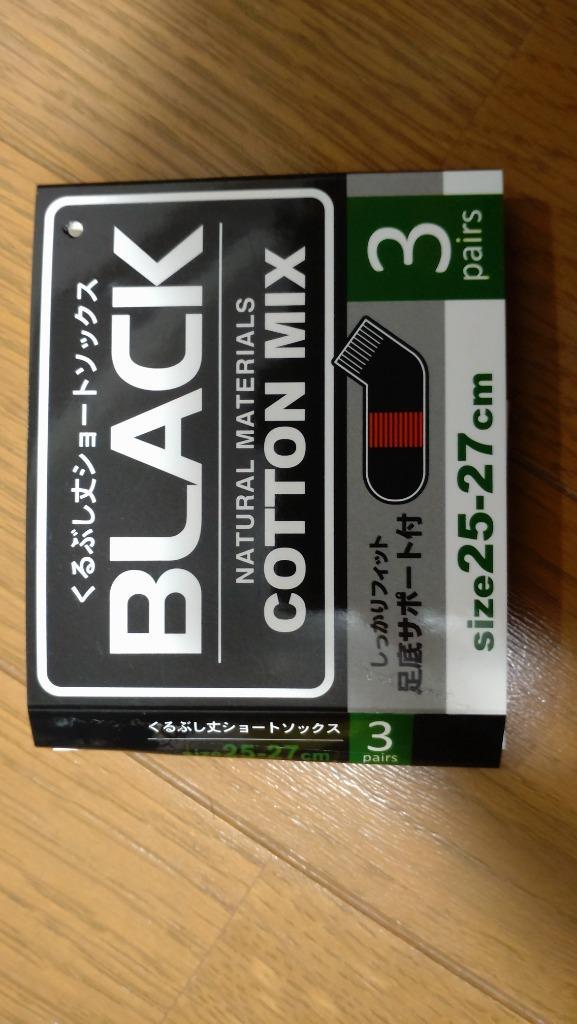 くるぶし丈ショートソックス
BLACK
NATURAL MATERIALS
COTTON MIX
3
pairs
しっかりフィット
足底サポート付
size25-27cm
くるぶし丈ショートソックス
size25-27cm
3
pairs